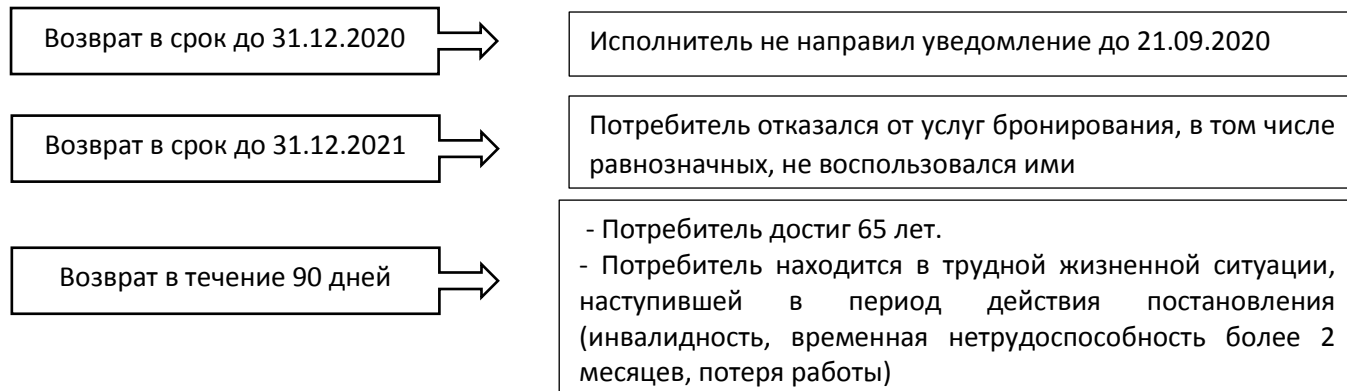 Возврат в срок до 31.12.2020
Исполнитель не направил уведомление до 21.09.2020
Возврат в срок до 31.12.2021
Потребитель отказался от услуг бронирования, в том числе
равнозначных, не воспользовался ими
Возврат в течение 90 дней
- Потребитель достиг 65 лет.
- Потребитель находится в трудной жизненной ситуации,
наступившей в период действия постановления
(инвалидность, временная нетрудоспособность более 2
месяцев, потеря работы)